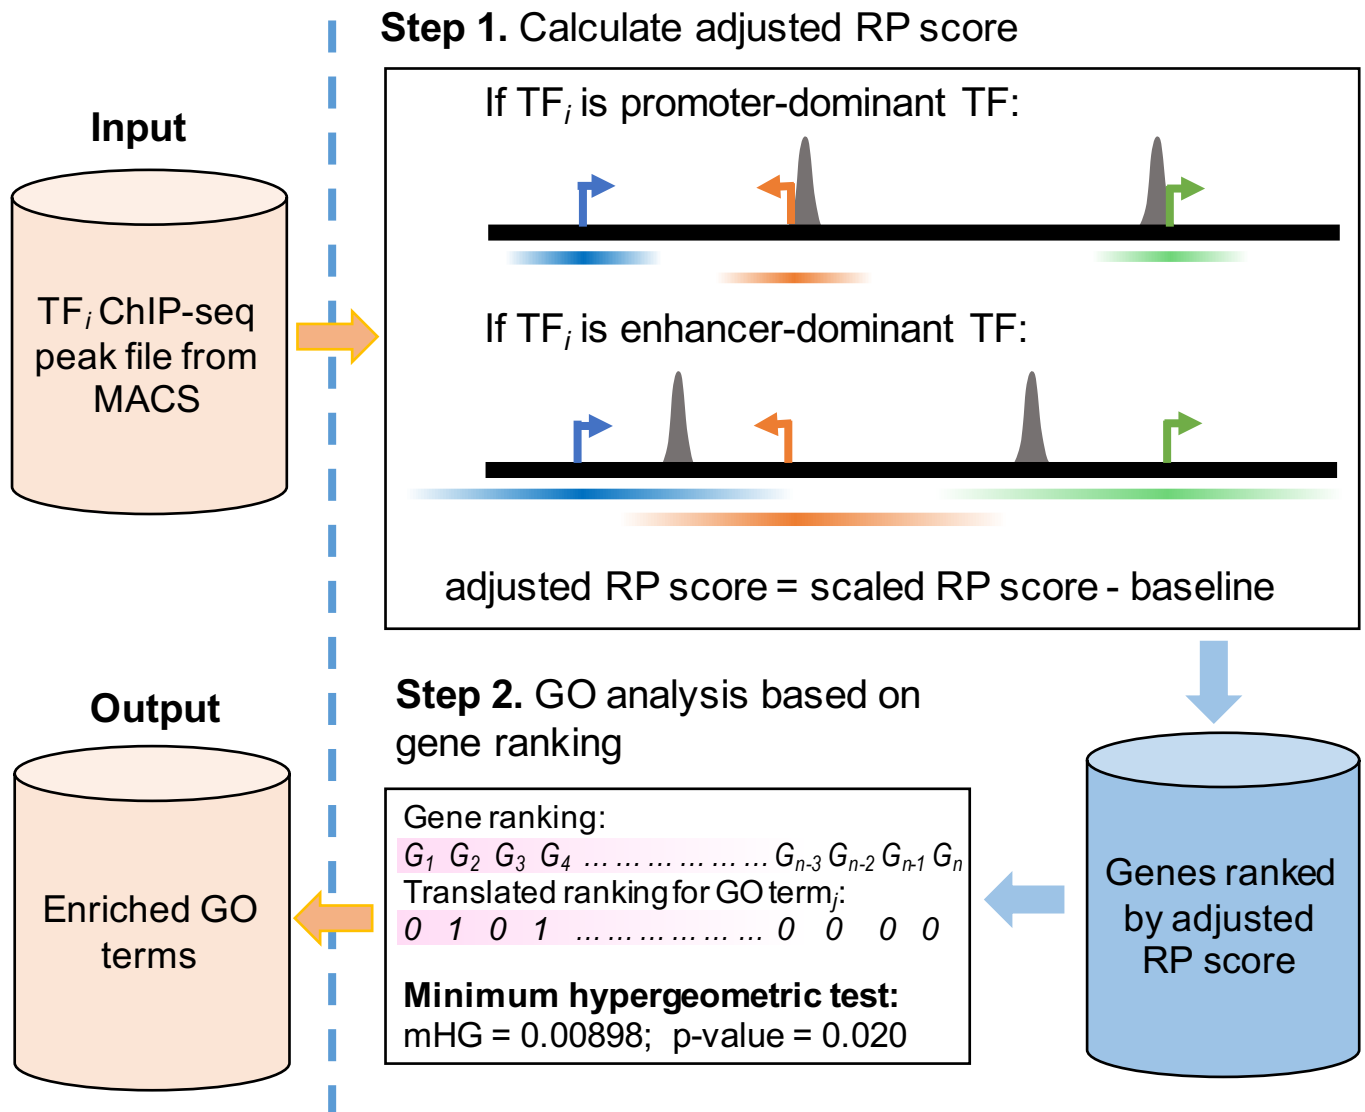 Step 1. Calculate adjusted RP score
Input
TFi ChIP-seq
peak file from
MACS
If TFi is promoter-dominant TF:
If TFi is enhancer-dominant TF:
adjusted RP score = scaled RP score - baseline
Genes ranked
by adjusted
RP score
Step 2. GO analysis based on
gene ranking
Gene ranking:
G1 G2 G3 G4 ... ... ... ... ... ... Gn-3 Gn-2 Gn-1 Gn
Translated ranking for GO termj:
0 1 0 1 ... ... ... ... ... ... 0 0 0 0
Minimum hypergeometric test:
mHG = 0.00898; p-value = 0.020
Output
Enriched GO
terms